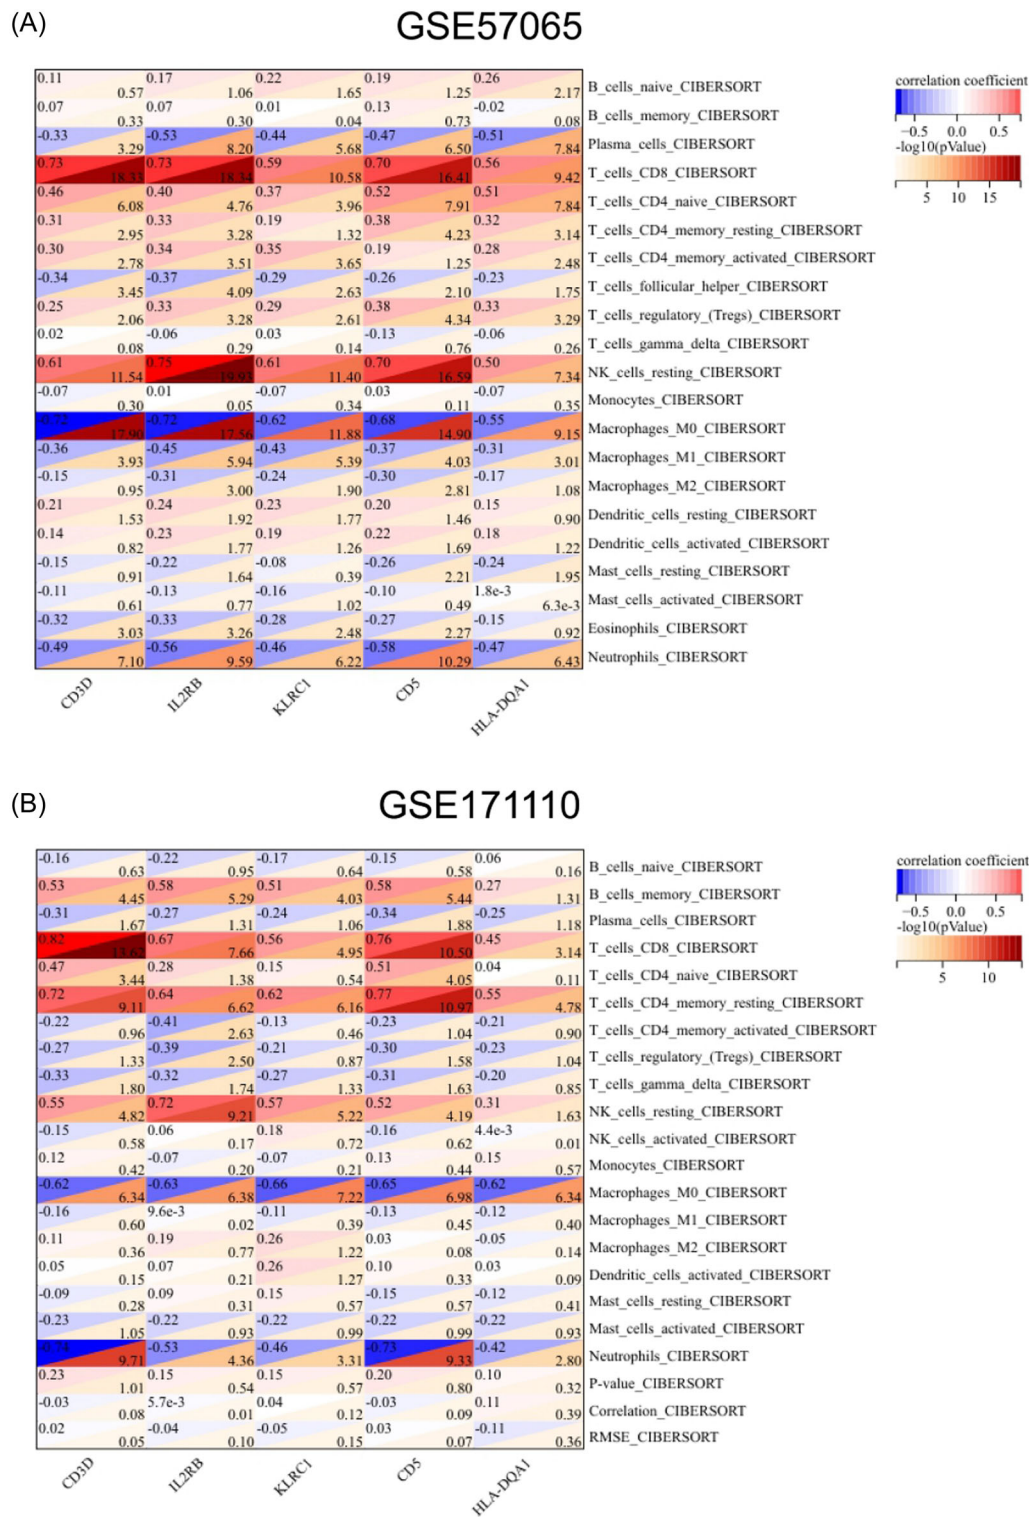 (A)
GSE57065
0.11 0.17 0.22 0.19 0.26
0.57 1.06 1.65 1.25 2.17
B_cells_naive_CIBERSORT
0.07 0.07 0.01 0.13 -0.02
0.33 0.30 0.04 0.73 0.08
B_cells_memory_CIBERSORT
-0.33 -0.53 -0.44 -0.47 -0.51
3.29 8.20 5.68 6.50 7.84
Plasma_cells_CIBERSORT
0.73 0.73 0.59 0.70 0.56
18.33 18.34 10.58 16.41 9.42
T_cells_CD8_CIBERSORT
0.46 0.40 0.37 0.52 0.51
6.08 4.76 3.96 7.91 7.84
T_cells_CD4_naive_CIBERSORT
0.31 0.33 0.19 0.38 0.32
2.95 3.28 1.32 4.23 3.14
T_cells_CD4_memory_resting_CIBERSORT
0.30 0.34 0.35 0.19 0.28
2.78 3.51 3.65 1.25 2.48
T_cells_CD4_memory_activated_CIBERSORT
-0.34 -0.37 -0.29 -0.26 -0.23
3.45 4.09 2.63 2.10 1.75
T_cells_follicular_helper_CIBERSORT
0.25 0.33 0.29 0.38 0.33
2.06 3.28 2.61 4.34 3.29
T_cells_regulatory_(Tregs)_CIBERSORT
0.02 -0.06 0.03 -0.13 -0.06
0.08 0.29 0.14 0.76 0.26
T_cells_gamma_delta_CIBERSORT
0.61 0.75 0.61 0.70 0.50
11.54 19.93 11.40 16.59 7.34
NK_cells_resting_CIBERSORT
-0.07 0.01 -0.07 0.03 -0.07
0.30 0.05 0.34 0.11 0.35
Monocytes_CIBERSORT
-0.72 -0.72 -0.62 -0.68 -0.55
17.90 17.56 11.88 14.90 9.15
Macrophages_M0_CIBERSORT
-0.36 -0.45 -0.43 -0.37 -0.31
3.93 5.94 5.39 4.03 3.01
Macrophages_M1_CIBERSORT
-0.15 -0.31 -0.24 -0.30 -0.17
0.95 3.00 1.90 2.81 1.08
Macrophages_M2_CIBERSORT
0.21 0.24 0.23 0.20 0.15
1.53 1.92 1.77 1.46 0.90
Dendritic_cells_resting_CIBERSORT
0.14 0.23 0.19 0.22 0.18
0.82 1.77 1.26 1.69 1.22
Dendritic_cells_activated_CIBERSORT
-0.15 -0.22 -0.08 -0.26 -0.24
0.91 1.64 0.39 2.21 1.95
Mast_cells_resting_CIBERSORT
-0.11 -0.13 -0.16 -0.10 1.8e-3
0.61 0.77 1.02 0.49 6.3e-3
Mast_cells_activated_CIBERSORT
-0.32 -0.33 -0.28 -0.27 -0.15
3.03 3.26 2.48 2.27 0.92
Eosinophils_CIBERSORT
-0.49 -0.56 -0.46 -0.58 -0.47
7.10 9.59 6.22 10.29 6.43
Neutrophils_CIBERSORT
CD3D IL2RB KLRC1 CD5 HLA-DQA1
correlation coefficient
-0.5 0.0 0.5
-log10(pValue)
5 10 15
(B)
GSE171110
-0.16 -0.22 -0.17 -0.15 0.06
0.63 0.95 0.64 0.58 0.16
B_cells_naive_CIBERSORT
0.53 0.58 0.51 0.58 0.27
4.45 5.29 4.03 5.44 1.31
B_cells_memory_CIBERSORT
-0.31 -0.27 -0.24 -0.34 -0.25
1.67 1.31 1.06 1.88 1.18
Plasma_cells_CIBERSORT
0.82 0.67 0.56 0.76 0.45
13.62 7.66 4.95 10.50 3.14
T_cells_CD8_CIBERSORT
0.47 0.28 0.15 0.51 0.04
3.44 1.38 0.54 4.05 0.11
T_cells_CD4_naive_CIBERSORT
0.72 0.64 0.62 0.77 0.55
9.11 6.62 6.16 10.97 4.78
T_cells_CD4_memory_resting_CIBERSORT
-0.22 -0.41 -0.13 -0.23 -0.21
0.96 2.63 0.46 1.04 0.90
T_cells_CD4_memory_activated_CIBERSORT
-0.27 -0.39 -0.21 -0.30 -0.23
1.33 2.50 0.87 1.58 1.04
T_cells_regulatory_(Tregs)_CIBERSORT
-0.33 -0.32 -0.27 -0.31 -0.20
1.80 1.74 1.33 1.63 0.85
T_cells_gamma_delta_CIBERSORT
0.55 0.72 0.57 0.52 0.31
4.82 9.21 5.22 4.19 1.63
NK_cells_resting_CIBERSORT
-0.15 0.06 0.18 -0.16 4.4e-3
0.58 0.17 0.72 0.62 0.01
NK_cells_activated_CIBERSORT
0.12 -0.07 -0.07 0.13 0.15
0.42 0.20 0.21 0.44 0.57
Monocytes_CIBERSORT
-0.62 -0.63 -0.66 -0.65 -0.62
6.34 6.38 7.22 6.98 6.34
Macrophages_M0_CIBERSORT
-0.16 9.6e-3 -0.11 -0.13 -0.12
0.60 0.02 0.39 0.45 0.40
Macrophages_M1_CIBERSORT
0.11 0.19 0.26 0.03 -0.05
0.36 0.77 1.22 0.08 0.14
Macrophages_M2_CIBERSORT
0.05 0.07 0.26 0.10 0.03
0.15 0.21 1.27 0.33 0.09
Dendritic_cells_activated_CIBERSORT
-0.09 0.09 0.15 -0.15 -0.12
0.28 0.31 0.57 0.57 0.41
Mast_cells_resting_CIBERSORT
-0.23 -0.22 -0.22 -0.22 -0.22
1.05 0.93 0.99 0.99 0.93
Mast_cells_activated_CIBERSORT
-0.74 -0.53 -0.46 -0.73 -0.42
9.71 4.36 3.31 9.33 2.80
Neutrophils_CIBERSORT
0.23 0.15 0.15 0.20 0.10
1.01 0.54 0.57 0.80 0.32
P-value_CIBERSORT
-0.03 5.7e-3 0.04 -0.03 0.11
0.08 0.01 0.12 0.09 0.39
Correlation_CIBERSORT
0.02 -0.04 -0.05 0.03 -0.11
0.05 0.10 0.15 0.07 0.36
RMSE_CIBERSORT
CD3D IL2RB KLRC1 CD5 HLA-DQA1
correlation coefficient
-0.5 0.0 0.5
-log10(pValue)
5 10